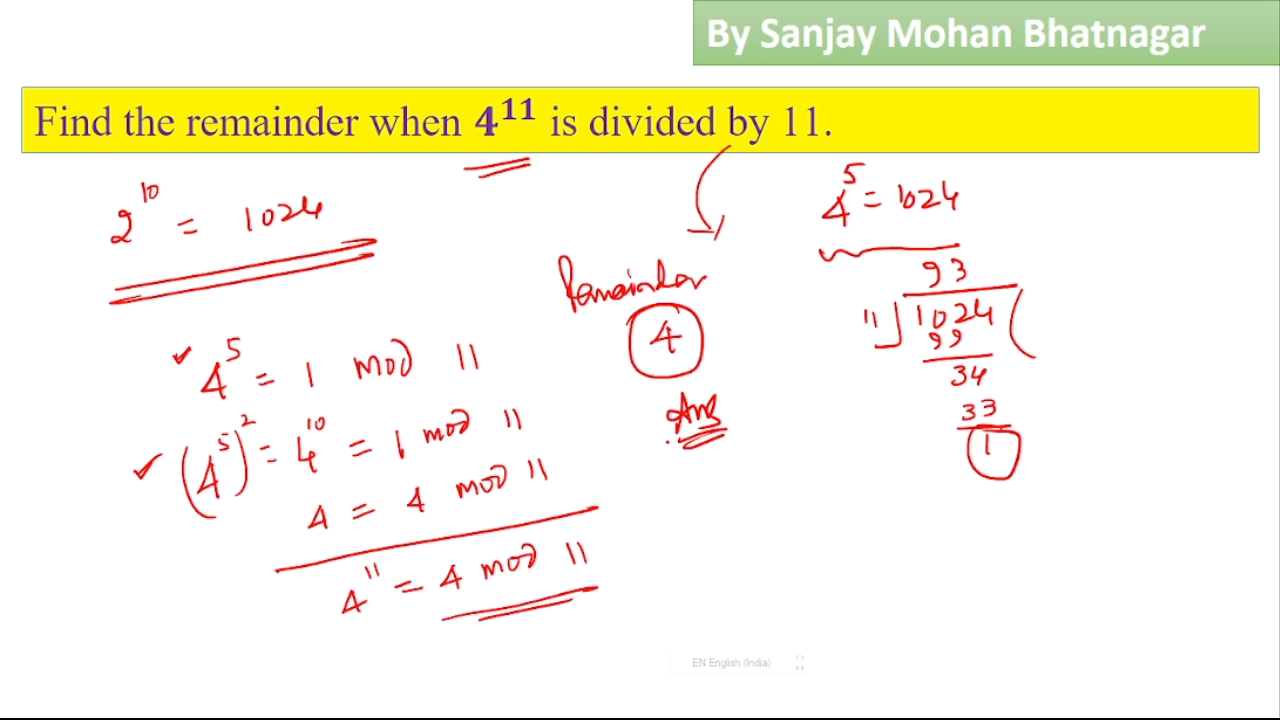 By Sanjay Mohan Bhatnagar
Find the remainder when 4¹¹ is divided by 11.
2¹⁰ = 1024
4⁵ = 1 mod 11
(4⁵)² = 4¹⁰ = 1 mod 11
4 = 4 mod 11
4¹¹ = 4 mod 11
Remainder
4
Ans
4⁵ = 1024
93
11 1024
99
34
33
1
EN English (India)